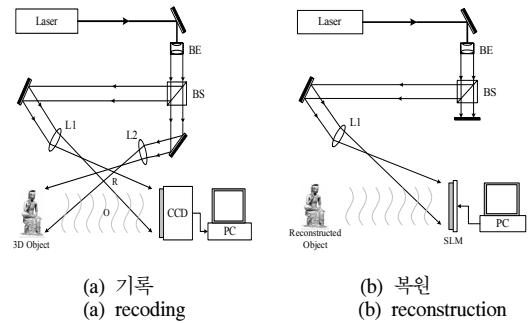 Laser
BE
BS
L1
L2
R
O
3D Object
CCD
PC
(a) 기록
(a) recoding
Laser
BE
BS
L1
Reconstructed
Object
SLM
PC
(b) 복원
(b) reconstruction